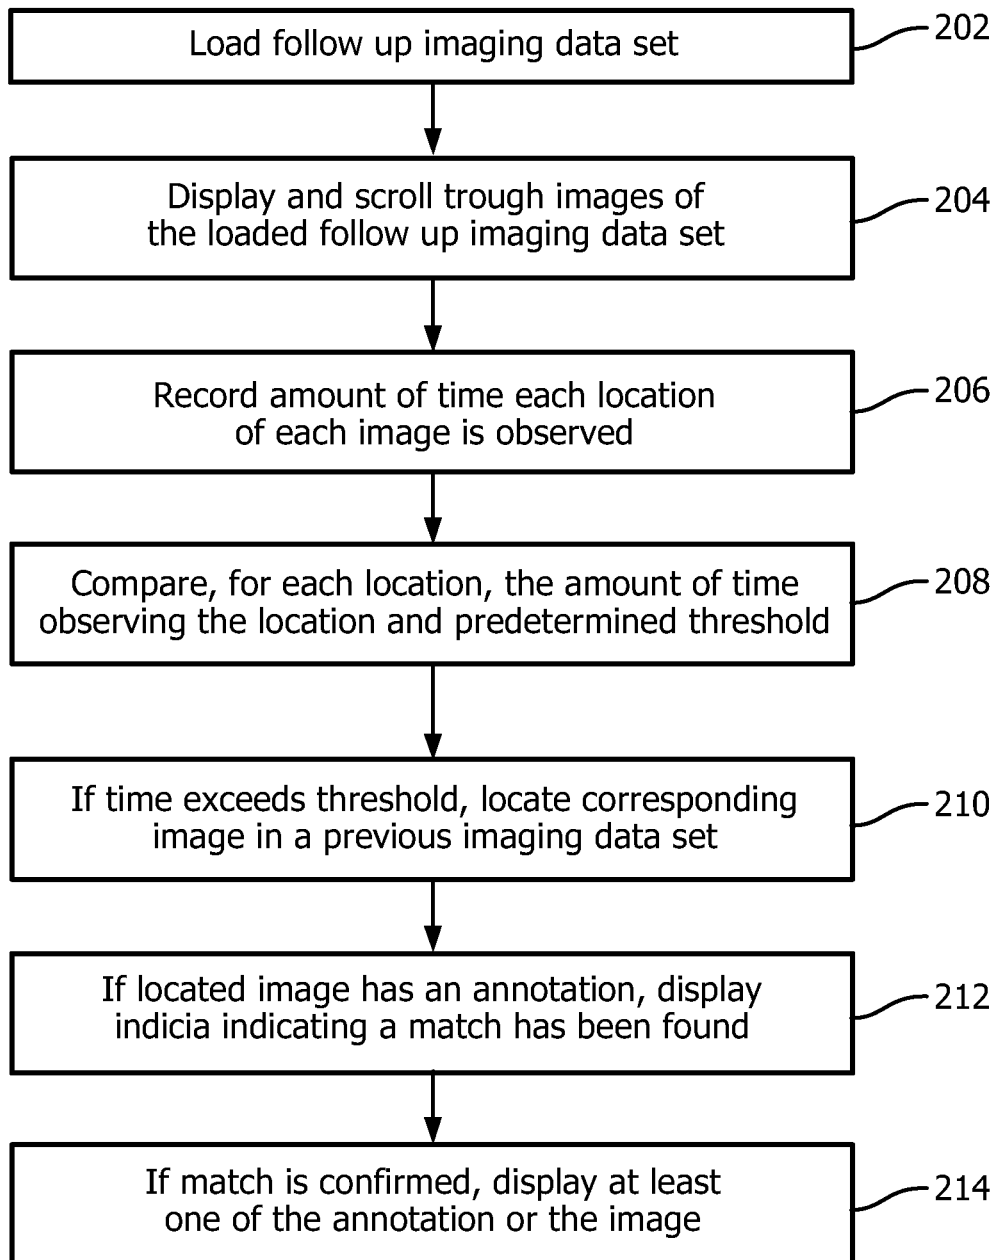 Load follow up imaging data set
202
Display and scroll trough images of
the loaded follow up imaging data set
204
Record amount of time each location
of each image is observed
206
Compare, for each location, the amount of time
observing the location and predetermined threshold
208
If time exceeds threshold, locate corresponding
image in a previous imaging data set
210
If located image has an annotation, display
indicia indicating a match has been found
212
If match is confirmed, display at least
one of the annotation or the image
214